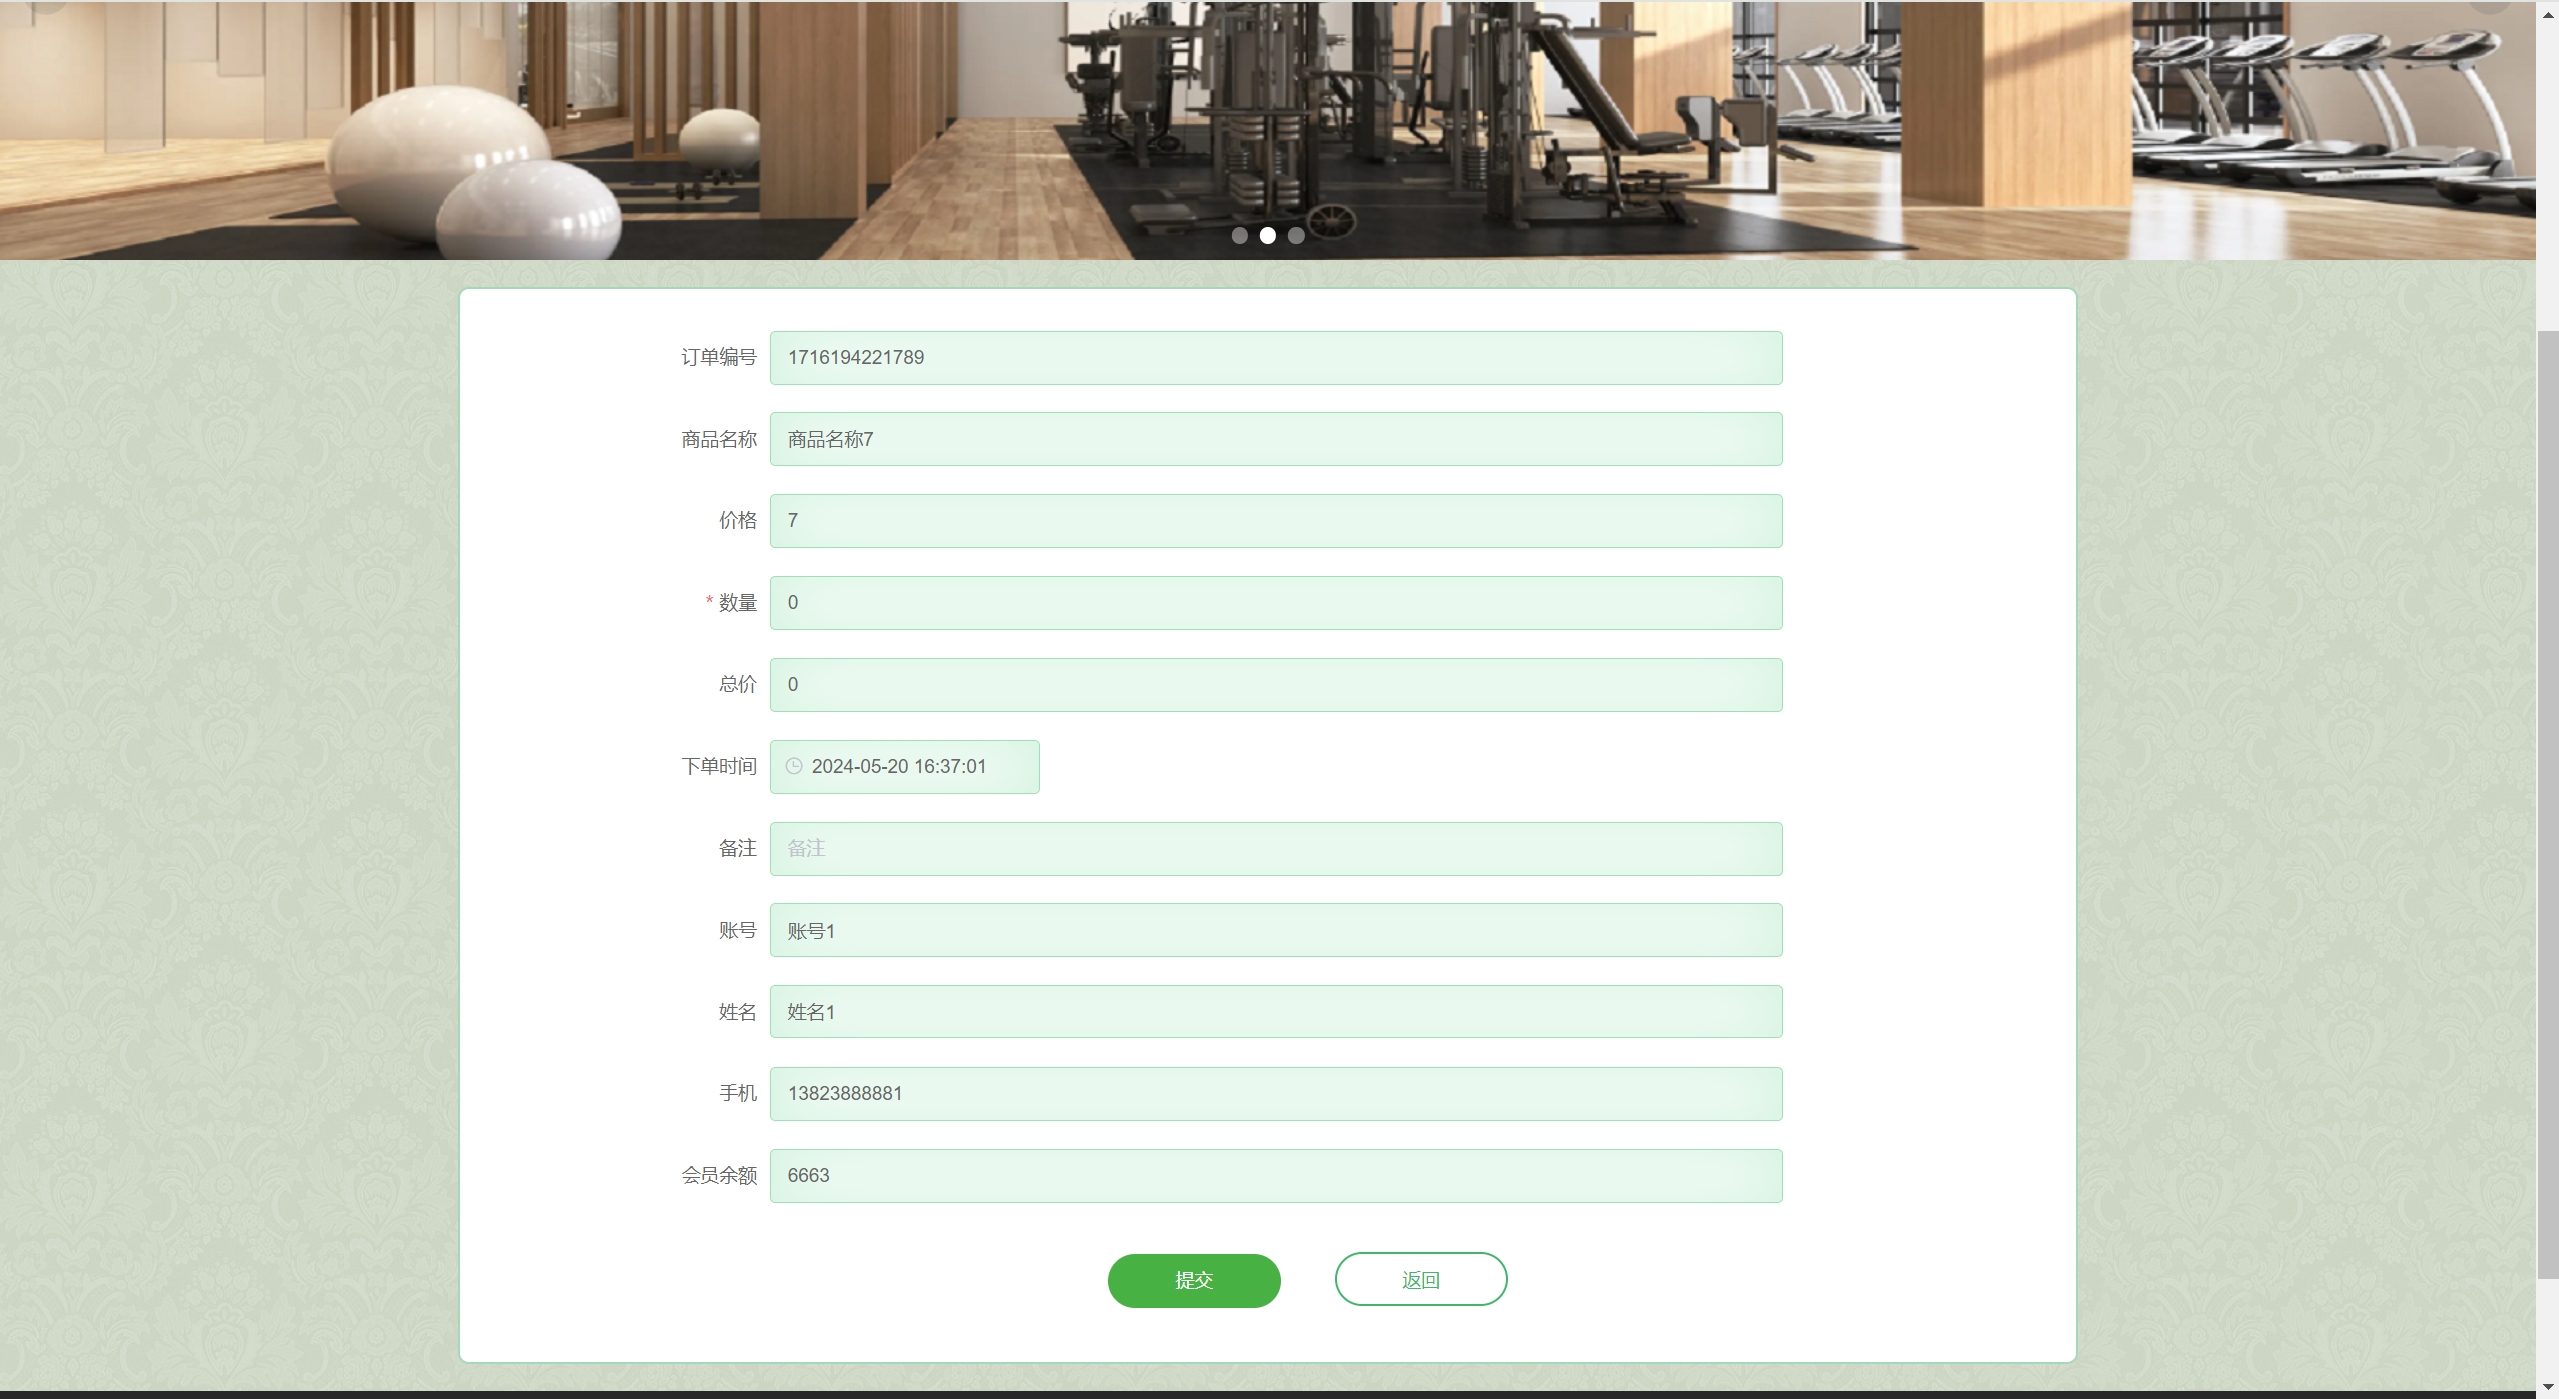 订单编号 1716194221789
商品名称 商品名称7
价格 7
* 数量 0
总价 0
下单时间 2024-05-20 16:37:01
备注 备注
账号 账号1
姓名 姓名1
手机 13823888881
会员余额 6663
提交 返回